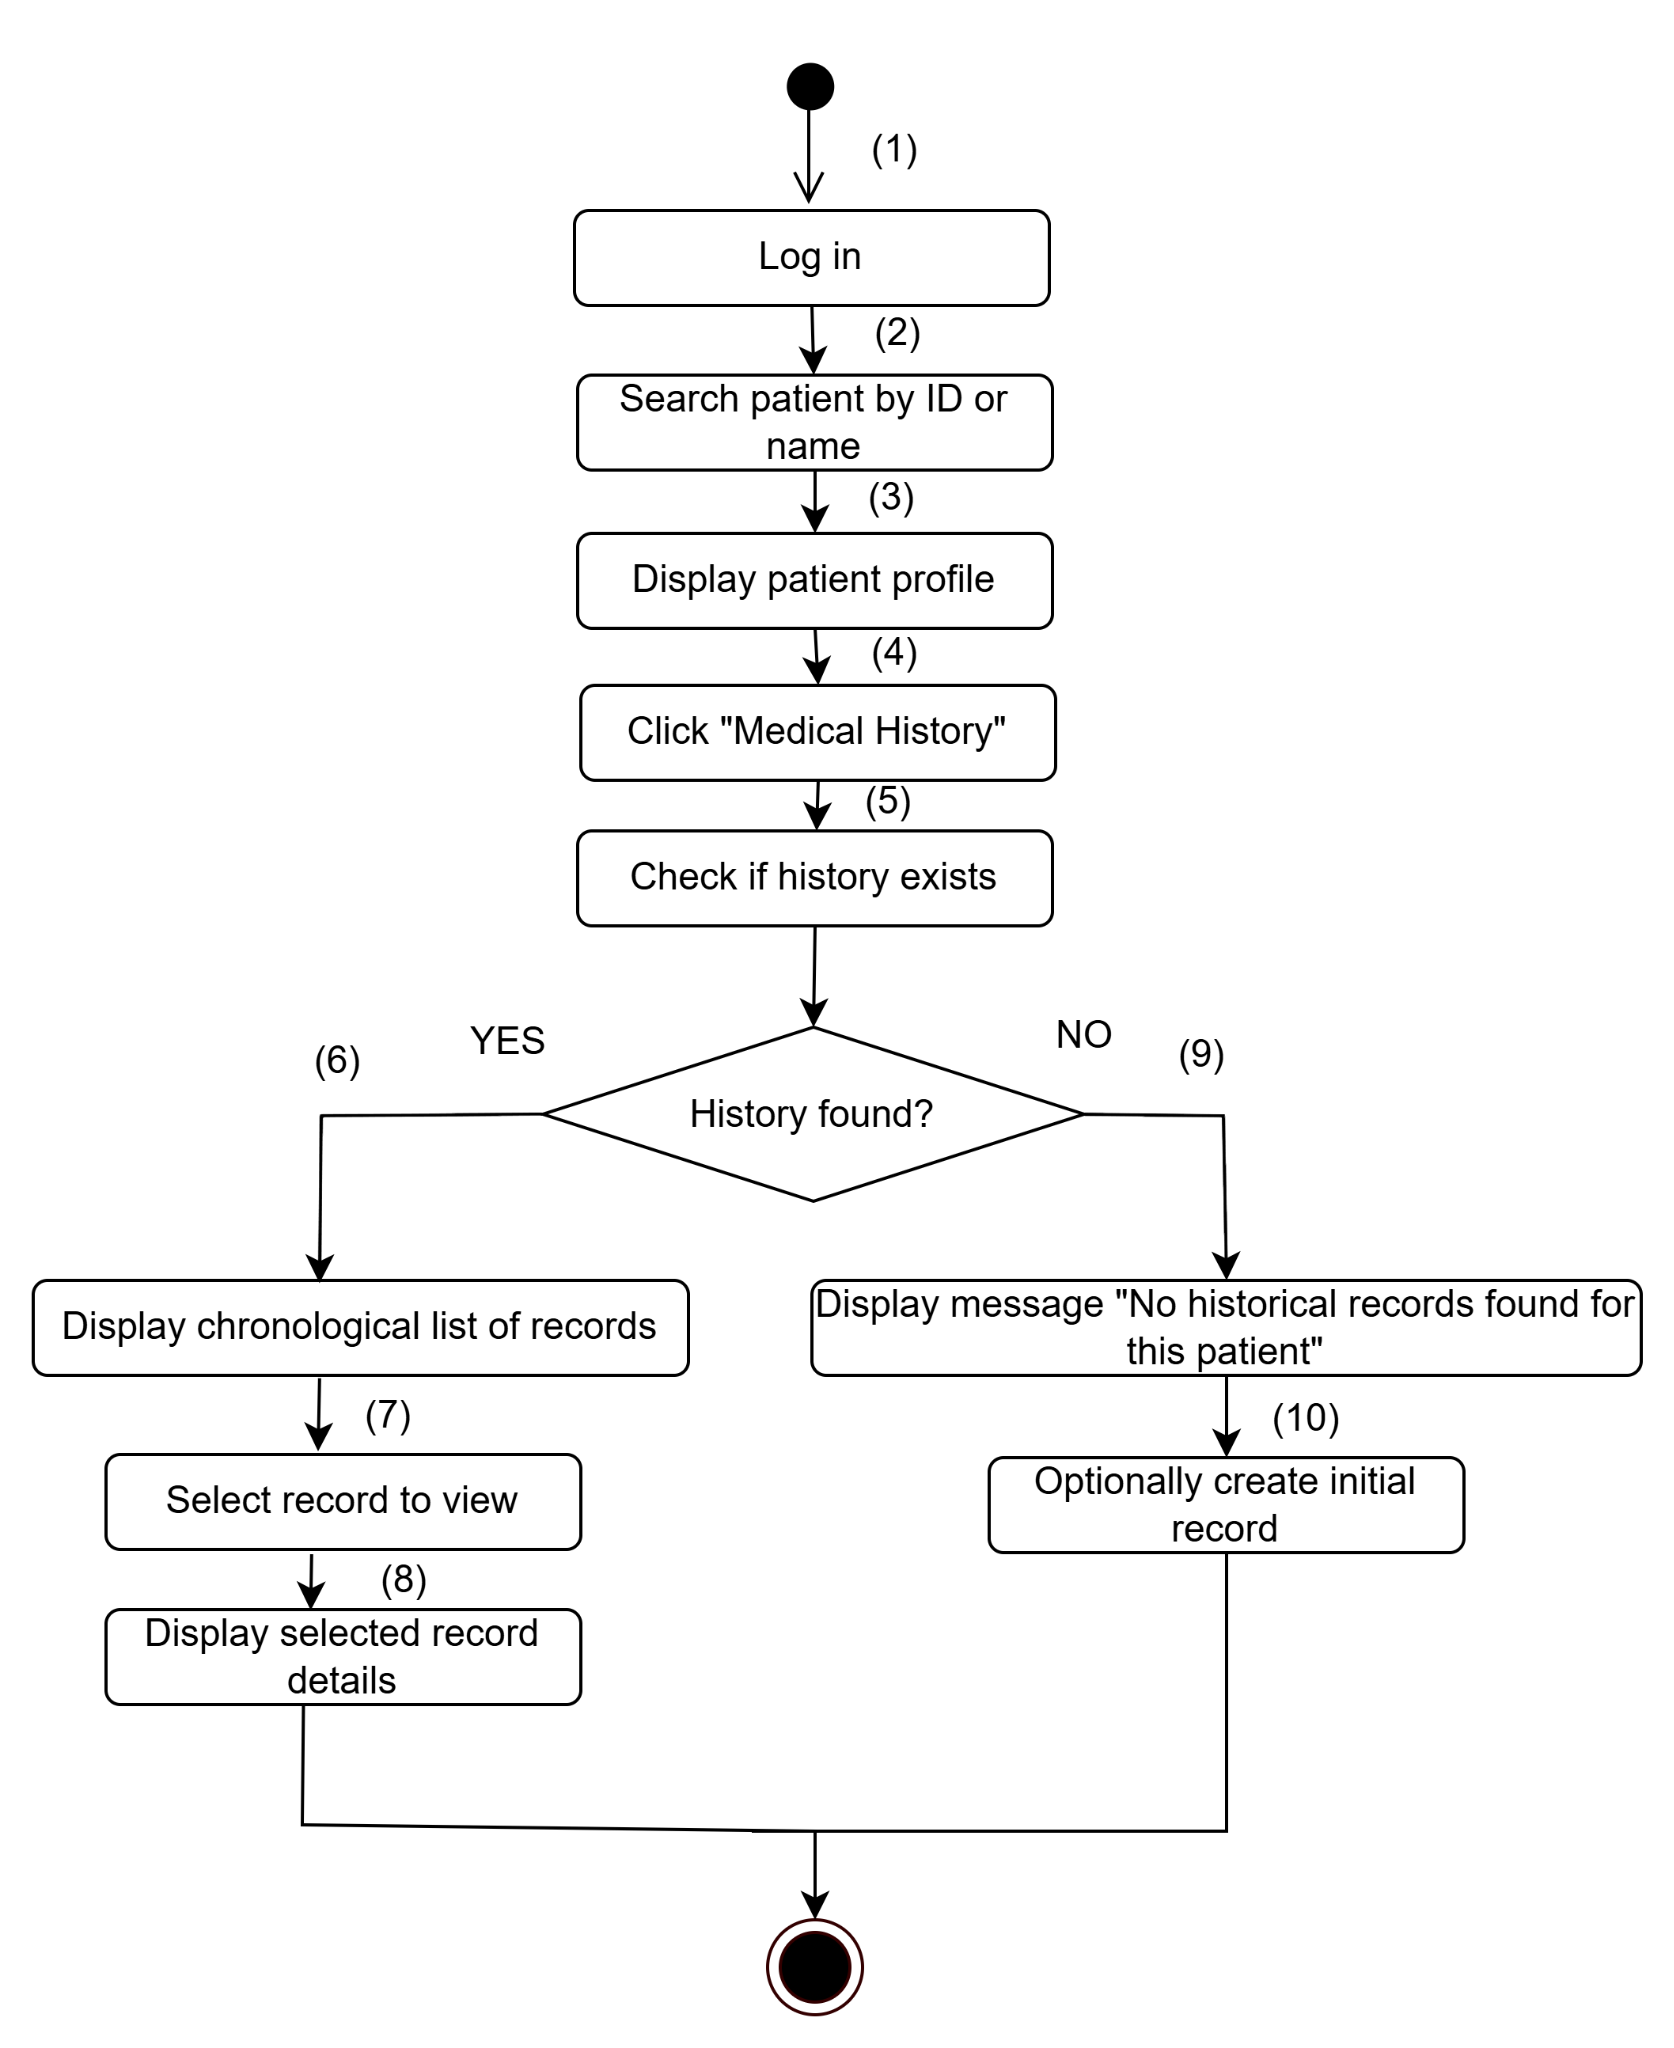 (1)
Log in
(2)
Search patient by ID or
name
(3)
Display patient profile
(4)
Click "Medical History"
(5)
Check if history exists
YES
NO
(6)
(9)
History found?
Display chronological list of records
Display message "No historical records found for
this patient"
(7)
(10)
Select record to view
Optionally create initial
record
(8)
Display selected record
details